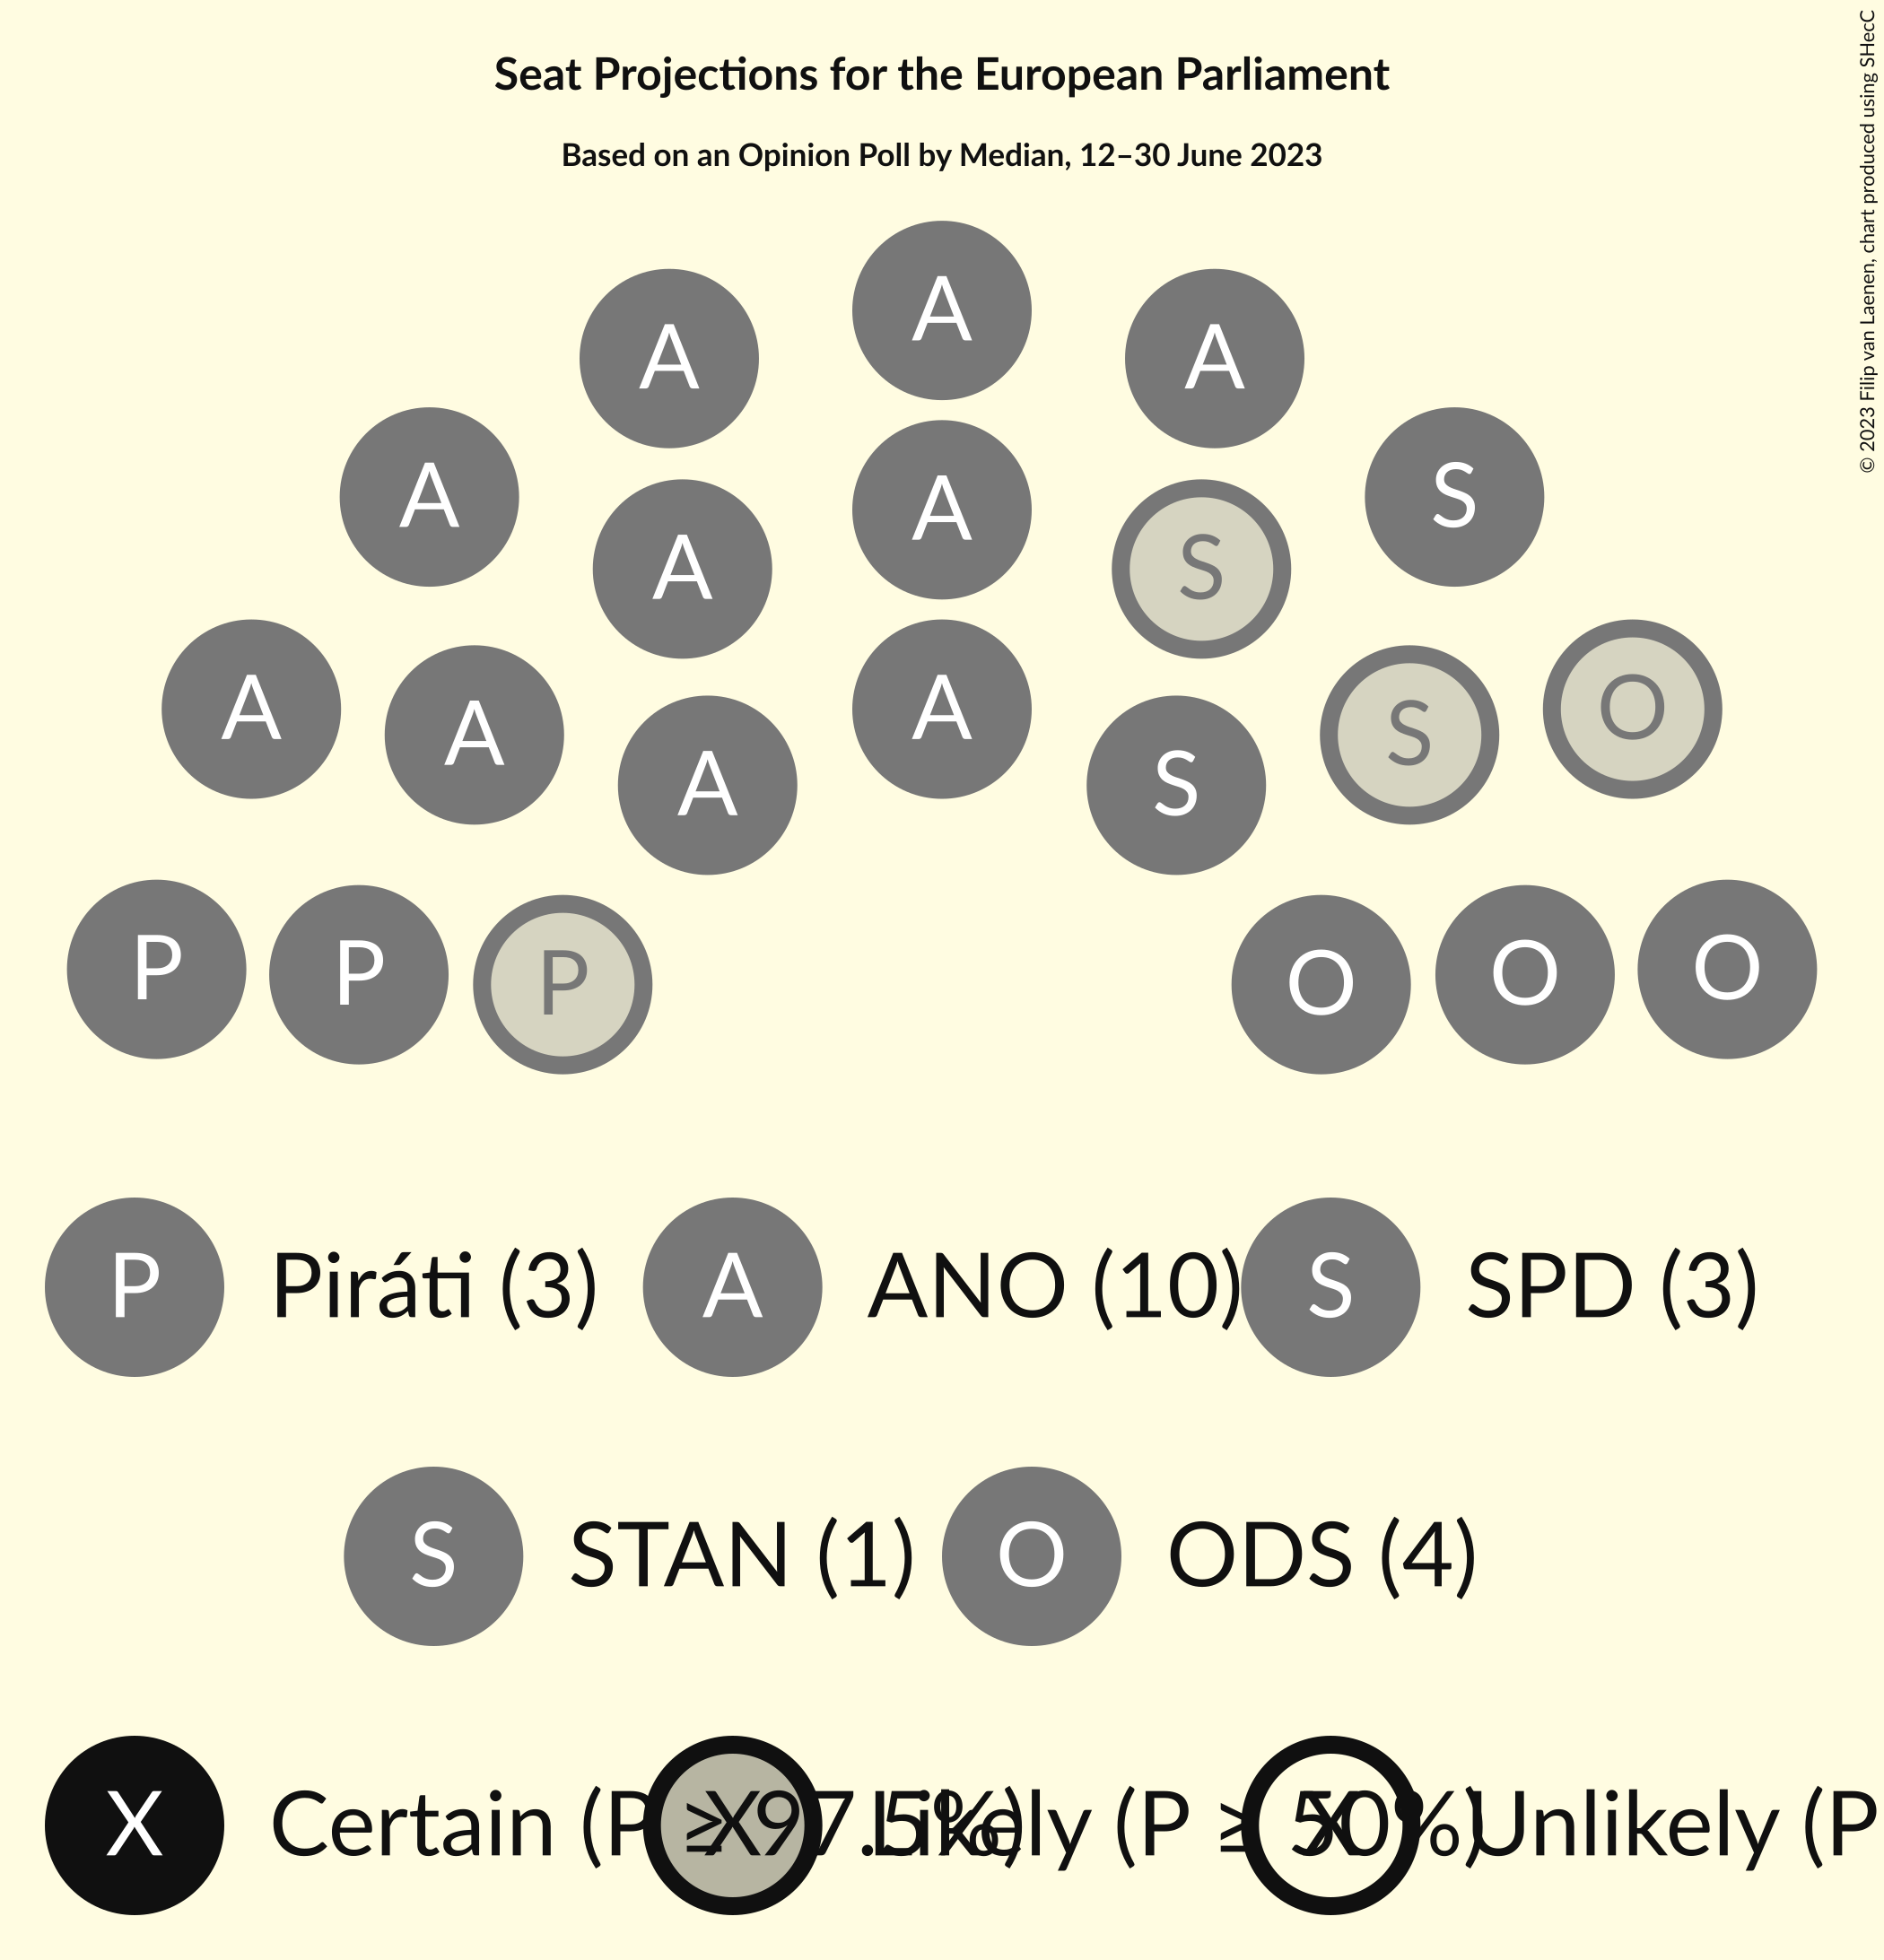 Seat Projections for the European Parliament
Based on an Opinion Poll by Median, 12–30 June 2023
© 2023 Filip van Laenen, chart produced using SHecC
A
A A
A S
A
A S
A A O
A S
A S
P P O O
P O
P Piráti (3) A ANO (10) S SPD (3)
S STAN (1) O ODS (4)
X Certain (P ≥ 97.5%) X Likely (P ≥ 50%) X Unlikely (P